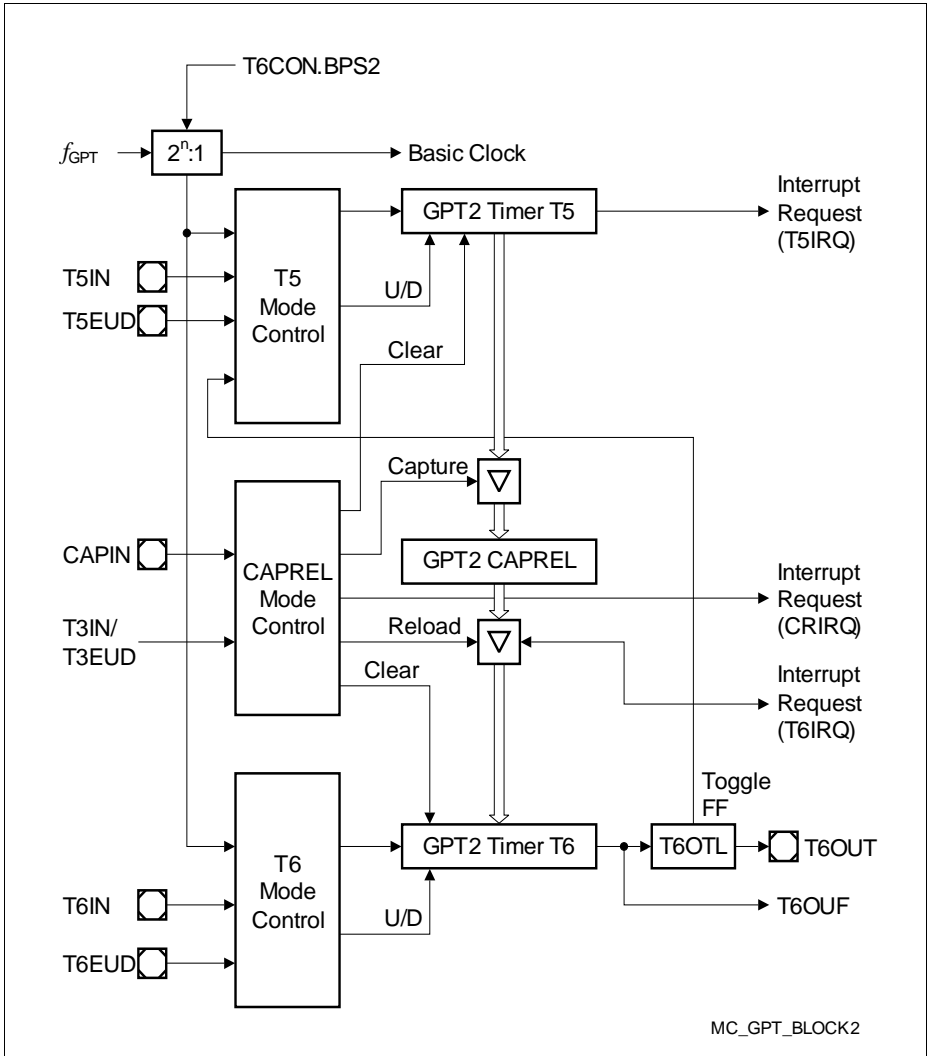 T6CON.BPS2
fGPT
2n:1
Basic Clock
Interrupt
Request
(T5IRQ)
GPT2 Timer T5
T5IN
T5EUD
T5
Mode
Control
U/D
Clear
Capture
CAPIN
T3IN/
T3EUD
CAPREL
Mode
Control
GPT2 CAPREL
Interrupt
Request
(CRIRQ)
Reload
Clear
Interrupt
Request
(T6IRQ)
Toggle
FF
T6IN
T6EUD
T6
Mode
Control
GPT2 Timer T6
U/D
T6OTL
T6OUT
T6OUF
MC_GPT_BLOCK2